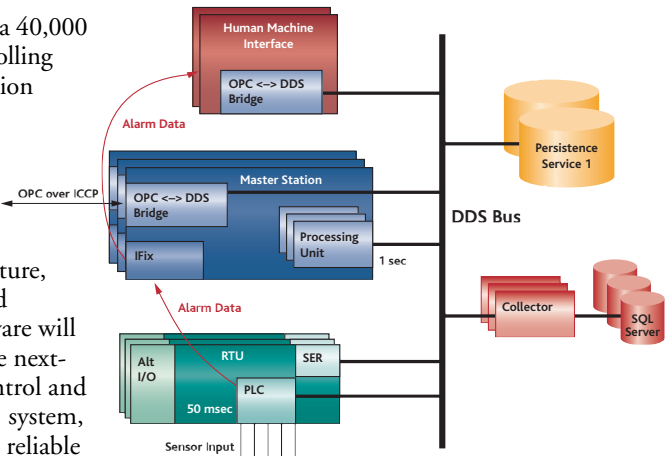 a 40,000
olling
ion
ture,
d
are will
e next-
ntrol and
system,
reliable
Human Machine
Interface
OPC <–> DDS
Bridge
Alarm Data
OPC over ICCP
Master Station
OPC <–> DDS
Bridge
Processing
Unit
1 sec
IFix
Alarm Data
Alt
I/O
RTU
SER
PLC
50 msec
Sensor Input
DDS Bus
Persistence
Service 1
Collector
SQL
Server